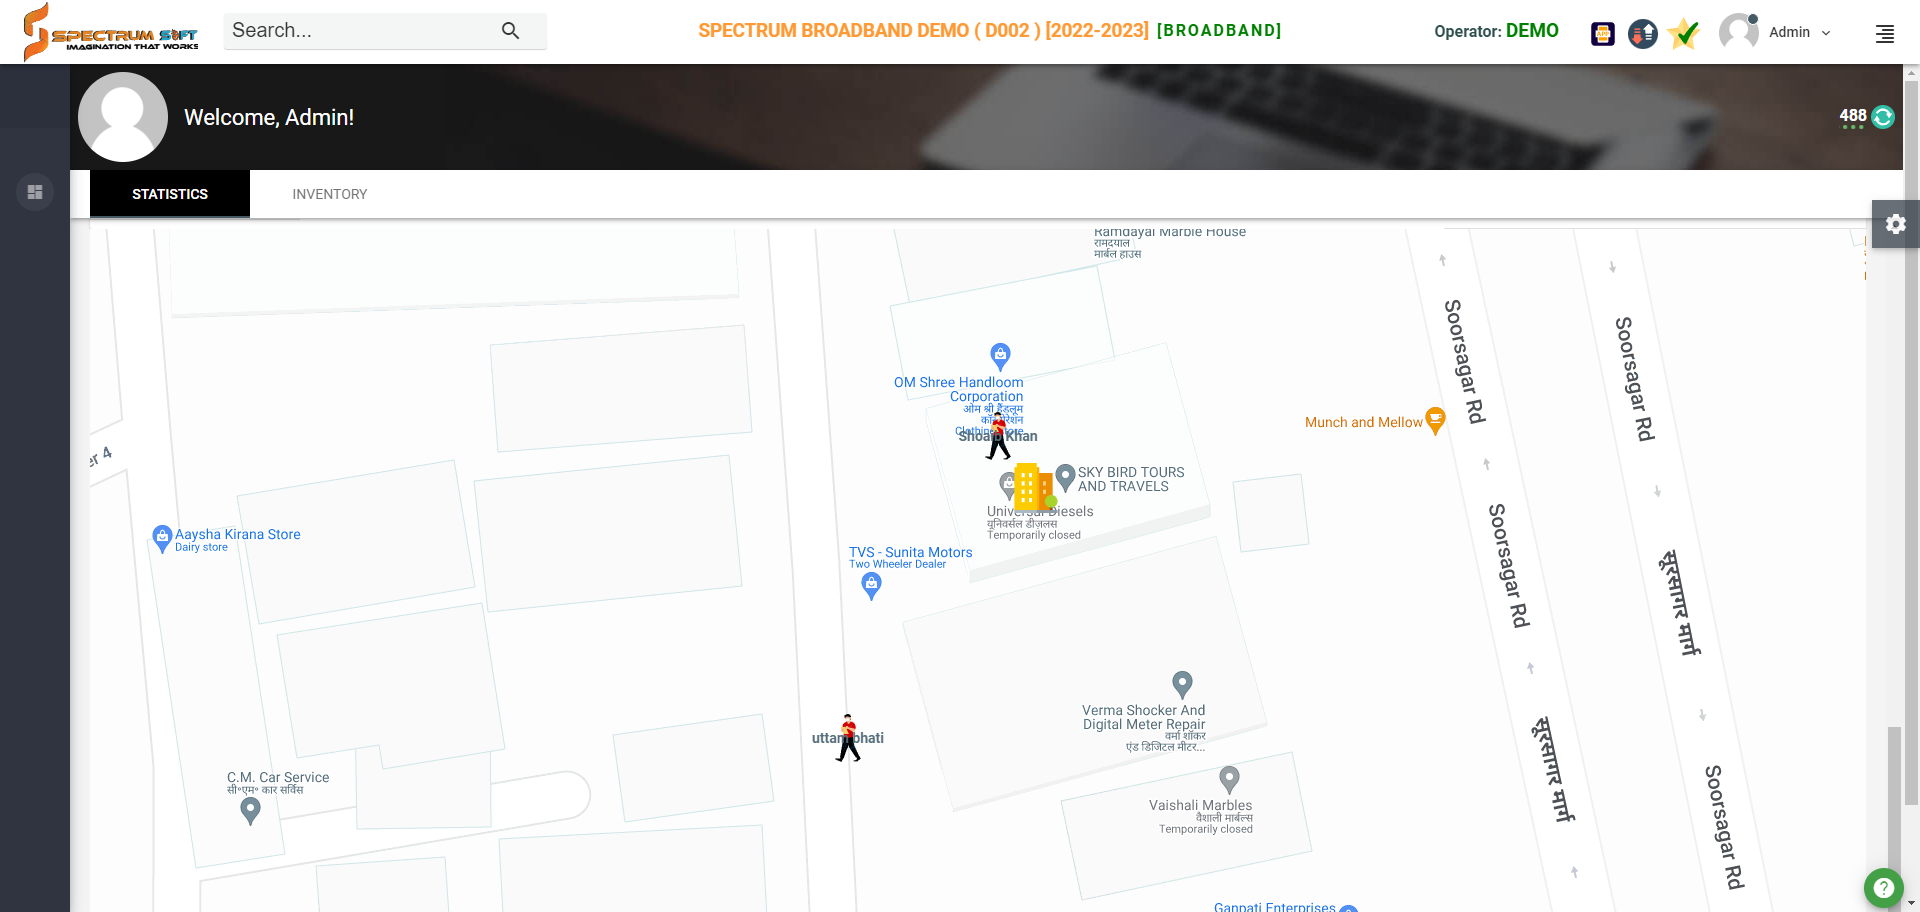 SPECTRUM SOFT
IMAGINATION THAT WORKS
Search...
SPECTRUM BROADBAND DEMO ( D002 ) [2022-2023] [BROADBAND]
Operator: DEMO
APP
Admin
Welcome, Admin!
488
STATISTICS
INVENTORY
Ramdayal Marble House
रामदयाल
मार्बल हाउस
OM Shree Handloom
Corporation
ओम श्री हैंडलूम
Shoaib Khan
SKY BIRD TOURS
AND TRAVELS
Universal Diesels
यूनिवर्सल डीज़लस
Temporarily closed
Munch and Mellow
Soorsagar Rd
Soorsagar Rd
Soorsagar Rd
सूरसागर मार्ग
सूरसागर मार्ग
Soorsagar Rd
er 4
Aaysha Kirana Store
Dairy store
TVS - Sunita Motors
Two Wheeler Dealer
Verma Shocker And
Digital Meter Repair
वर्मा शॉकर
एंड डिजिटल मीटर...
uttam bhati
C.M. Car Service
सी॰एम॰ कार सर्विस
Vaishali Marbles
वैशाली मार्बल्स
Temporarily closed
Ganpati Enterprises